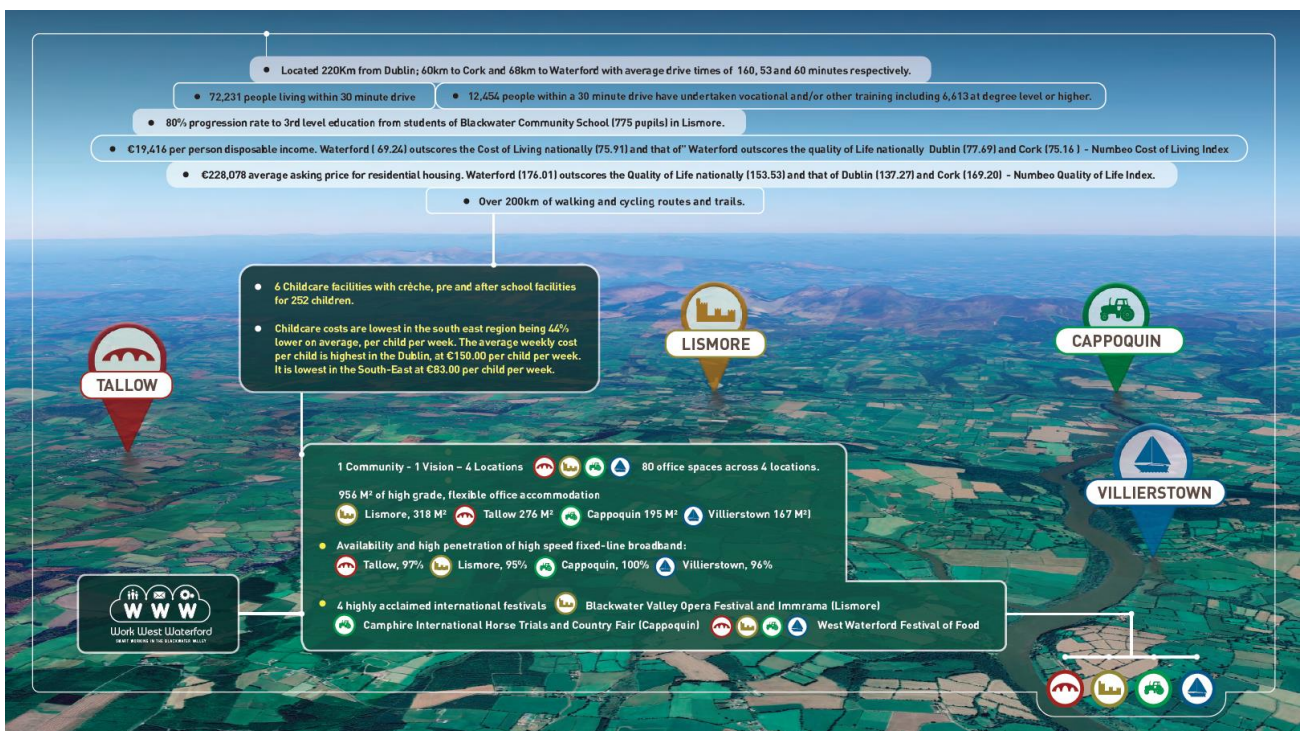 Located 220Km from Dublin; 60km to Cork and 68km to Waterford with average drive times of 160, 53 and 60 minutes respectively.
72,231 people living within 30 minute drive
12,454 people within a 30 minute drive have undertaken vocational and/or other training including 6,613 at degree level or higher.
80% progression rate to 3rd level education from students of Blackwater Community School (775 pupils) in Lismore.
€19,416 per person disposable income. Waterford ( 69.24) outscores the Cost of Living nationally (75.91) and that of" Waterford outscores the quality of Life nationally Dublin (77.69) and Cork (75.16 ) - Numbeo Cost of Living Index
€228,078 average asking price for residential housing. Waterford (176.01) outscores the Quality of Life nationally (153.53) and that of Dublin (137.27) and Cork (169.20) - Numbeo Quality of Life Index.
Over 200km of walking and cycling routes and trails.
6 Childcare facilities with crèche, pre and after school facilities
for 252 children.
Childcare costs are lowest in the south east region being 44%
lower on average, per child per week. The average weekly cost
per child is highest in the Dublin, at €150.00 per child per week.
It is lowest in the South-East at €83.00 per child per week.
TALLOW
LISMORE
CAPPOQUIN
VILLIERSTOWN
1 Community - 1 Vision – 4 Locations 80 office spaces across 4 locations.
956 M² of high grade, flexible office accommodation
Lismore, 318 M² Tallow 276 M² Cappoquin 195 M² Villierstown 167 M²)
Availability and high penetration of high speed fixed-line broadband:
Tallow, 97% Lismore, 95% Cappoquin, 100% Villierstown, 96%
4 highly acclaimed international festivals Blackwater Valley Opera Festival and Immrama (Lismore)
Camphire International Horse Trials and Country Fair (Cappoquin) West Waterford Festival of Food
W W W
Work West Waterford
SMART WORKING IN THE BLACKWATER VALLEY